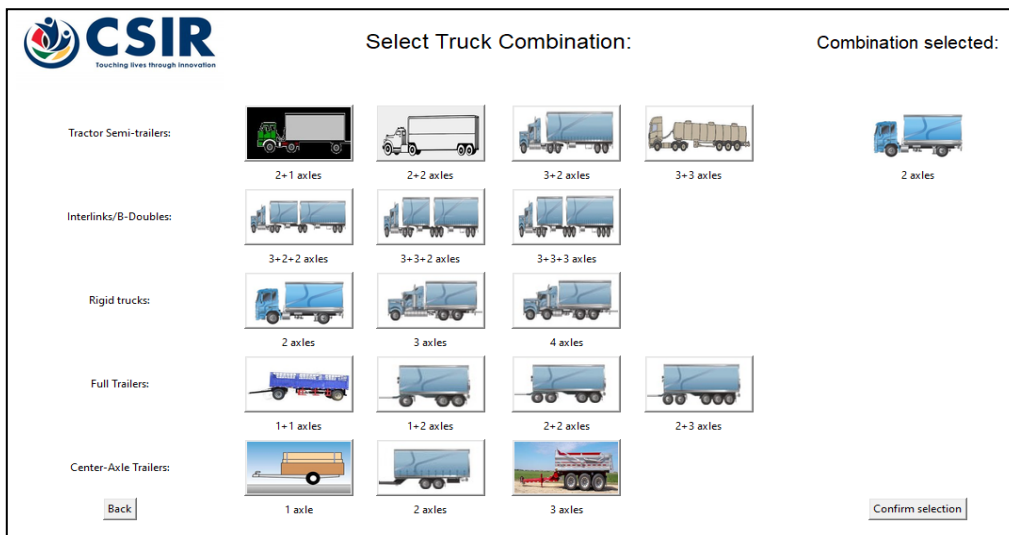 CSIR
Touching lives through innovation
Select Truck Combination:
Combination selected:
Tractor Semi-trailers:
2+1 axles
2+2 axles
3+2 axles
3+3 axles
2 axles
Interlinks/B-Doubles:
3+2+2 axles
3+3+2 axles
3+3+3 axles
Rigid trucks:
2 axles
3 axles
4 axles
Full Trailers:
1+1 axles
1+2 axles
2+2 axles
2+3 axles
Center-Axle Trailers:
1 axle
2 axles
3 axles
Back
Confirm selection